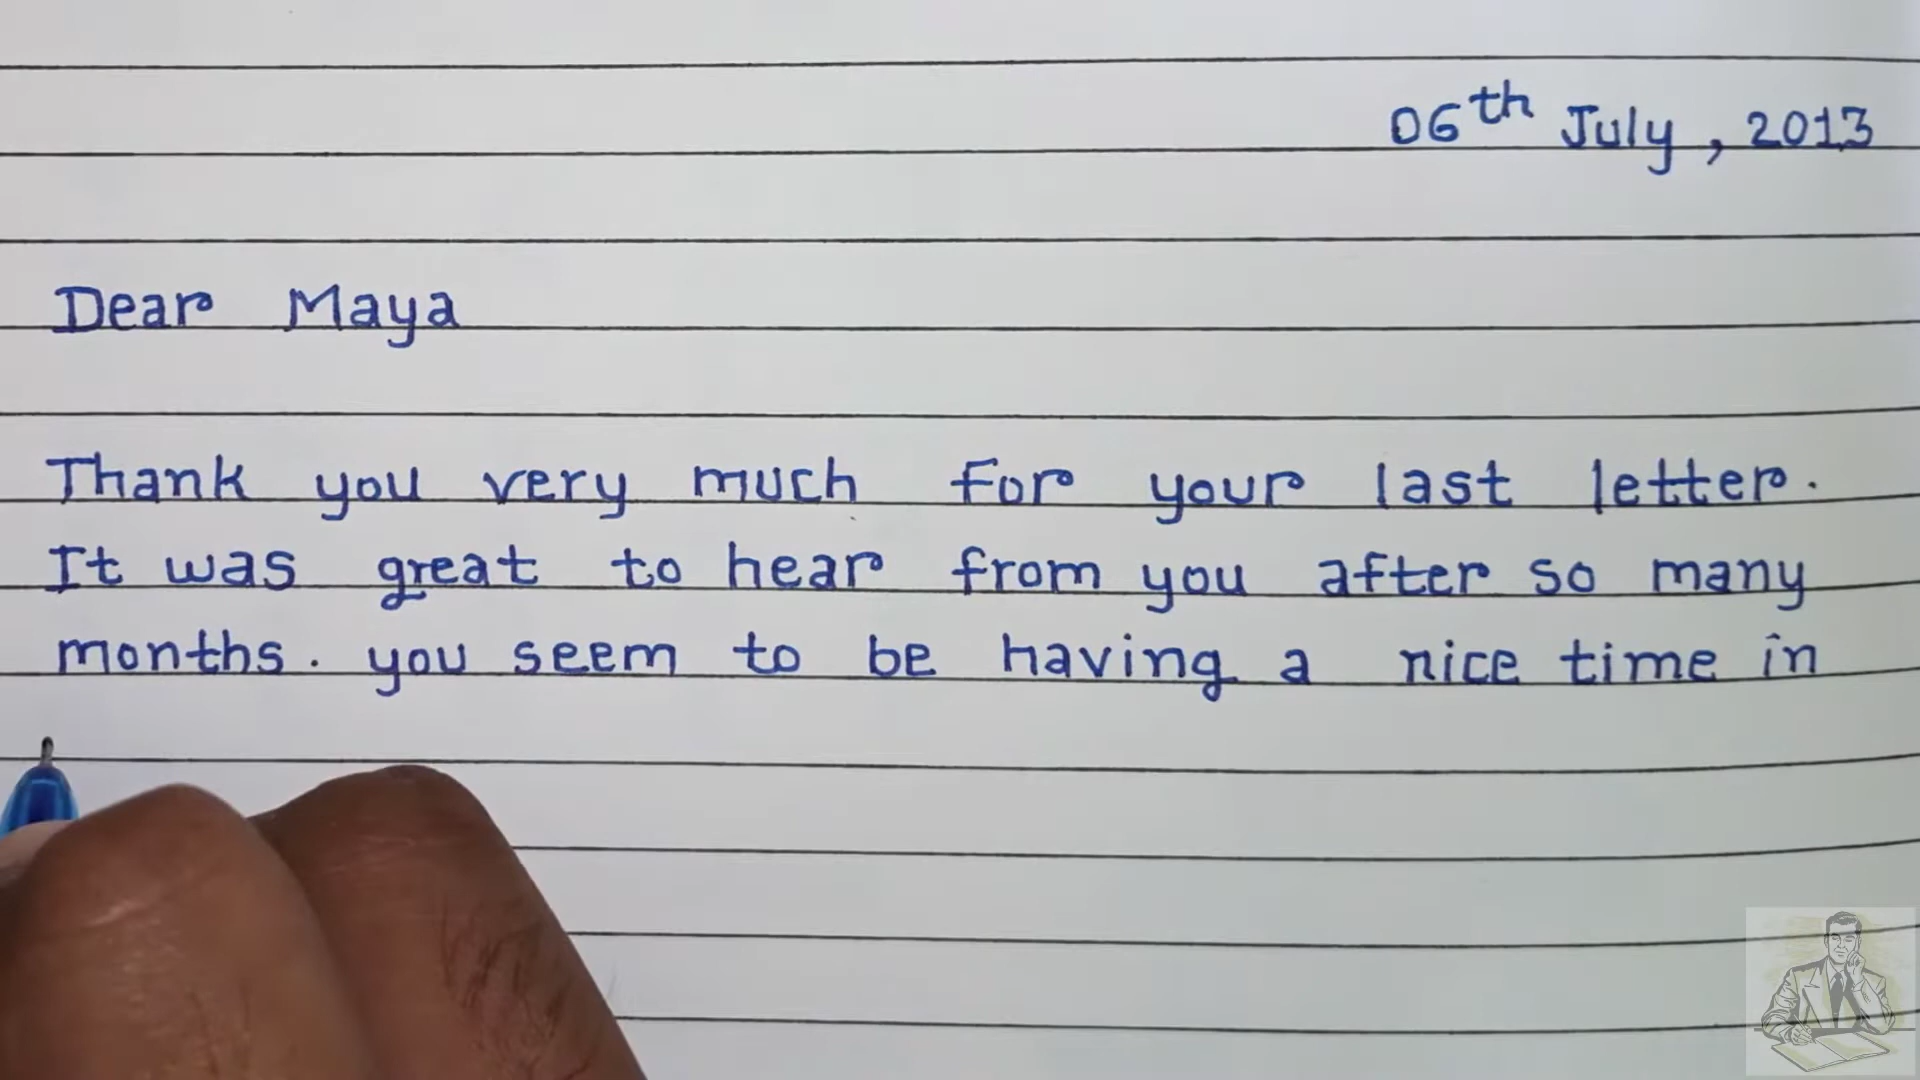 06th July, 2013
Dear Maya
Thank you very much for your last letter.
It was great to hear from you after so many
months. you seem to be having a nice time in